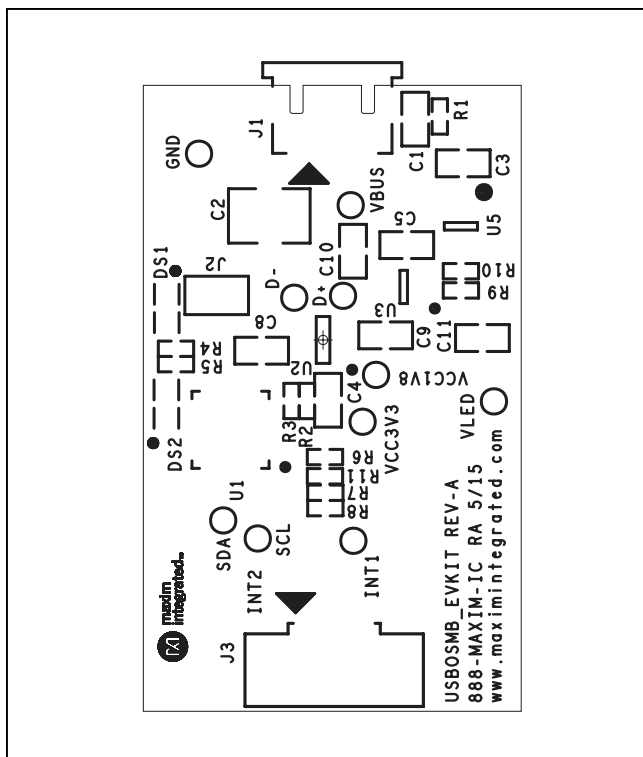 J1
R1
C1
C3
GND
VBUS
C2
U5
C5
C10
DS1
J2
D-
D+
R10
R9
U3
C8
C9
C11
R4
R5
U2
C4
VCC1V8
R3
R2
VCC3V3
VLED
DS2
R6
R11
R7
R8
U1
SDA
SCL
INT2
INT1
maxim
integrated™
J3
USBOSMB_EVKIT REV-A
888-MAXIM-IC RA 5/15
www.maximintegrated.com